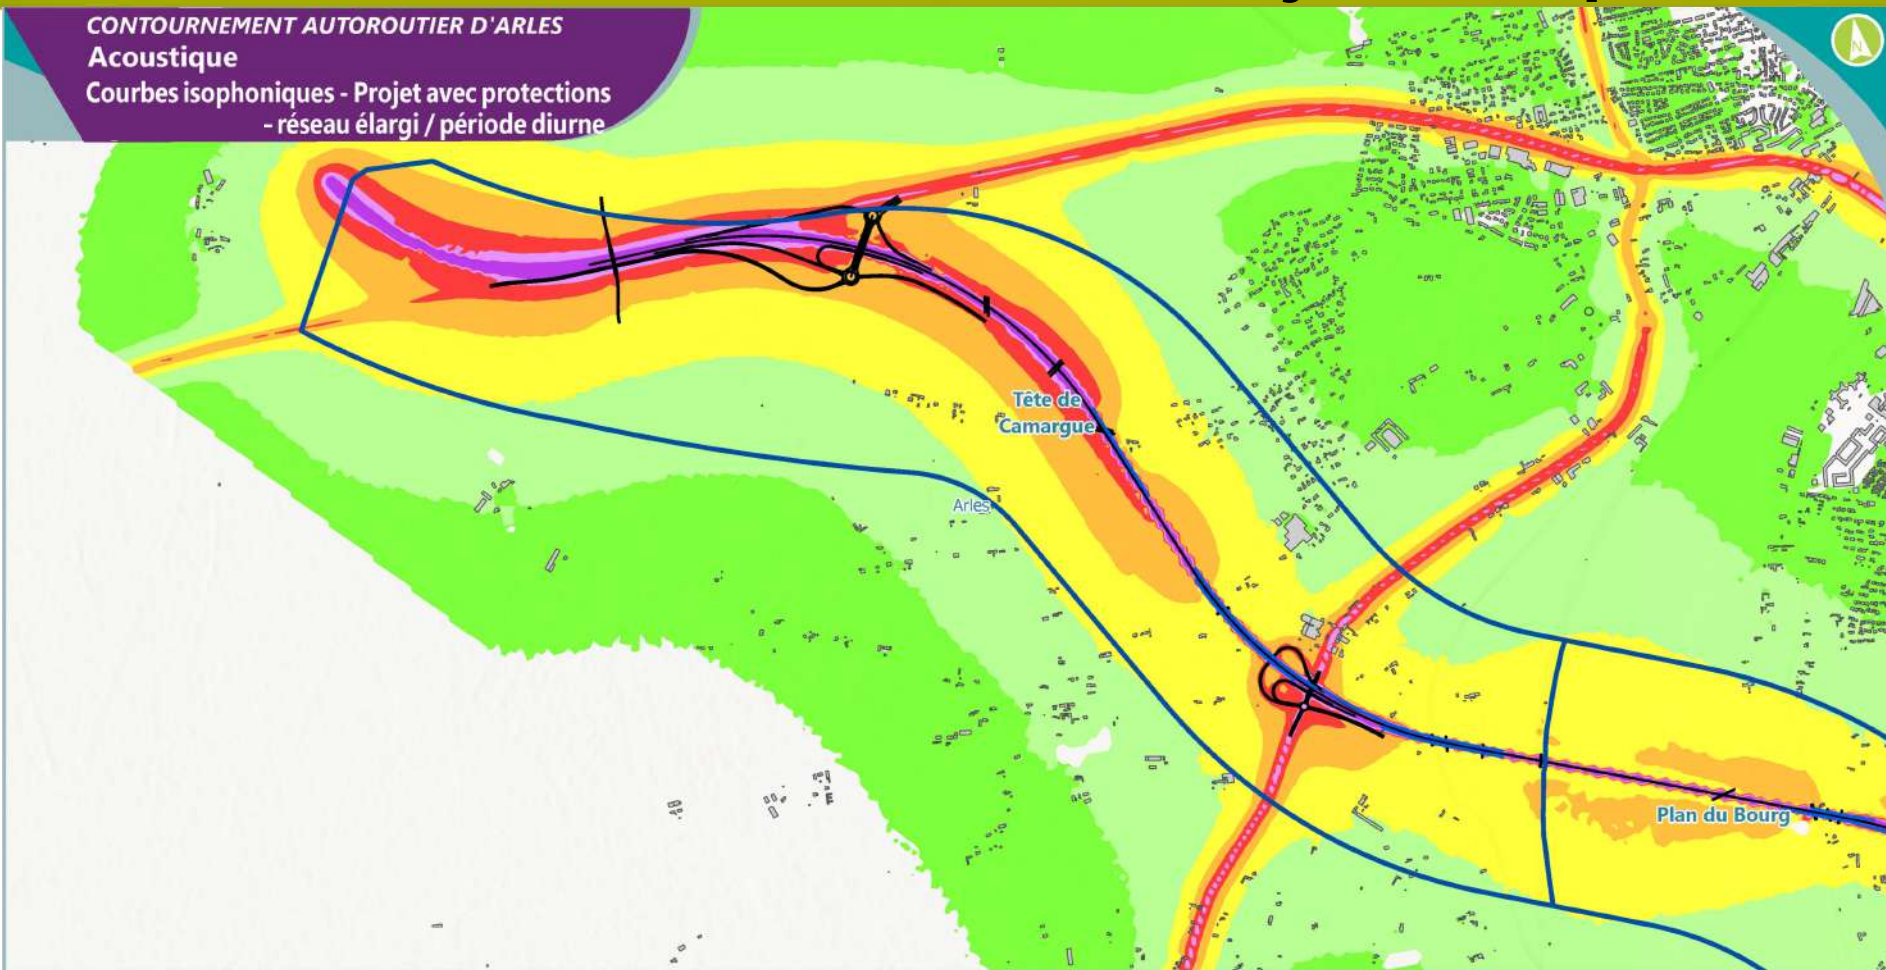 CONTOURNEMENT AUTOROUTIER D'ARLES
Acoustique
Courbes isophoniques - Projet avec protections
- réseau élargi / période diurne
N
Tête de
Camargue
Arles
Plan du Bourg